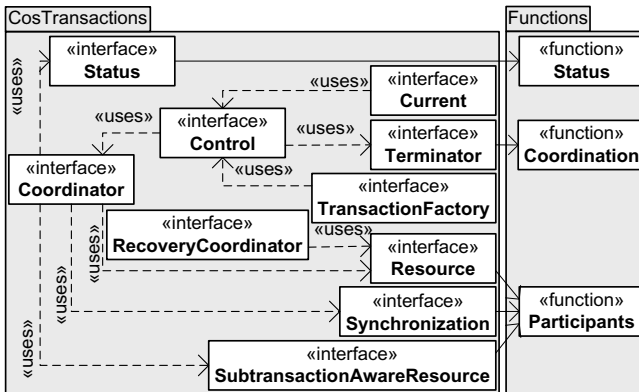 CosTransactions
Functions
«interface»
Status
«function»
Status
«uses»
«interface»
Current
«uses»
«uses»
«interface»
Control
«uses»
«interface»
Terminator
«function»
Coordination
«interface»
Coordinator
«uses»
«interface»
TransactionFactory
«interface»
RecoveryCoordinator
«uses»
«interface»
Resource
«uses»
«uses»
«uses»
«interface»
Synchronization
«function»
Participants
«interface»
SubtransactionAwareResource